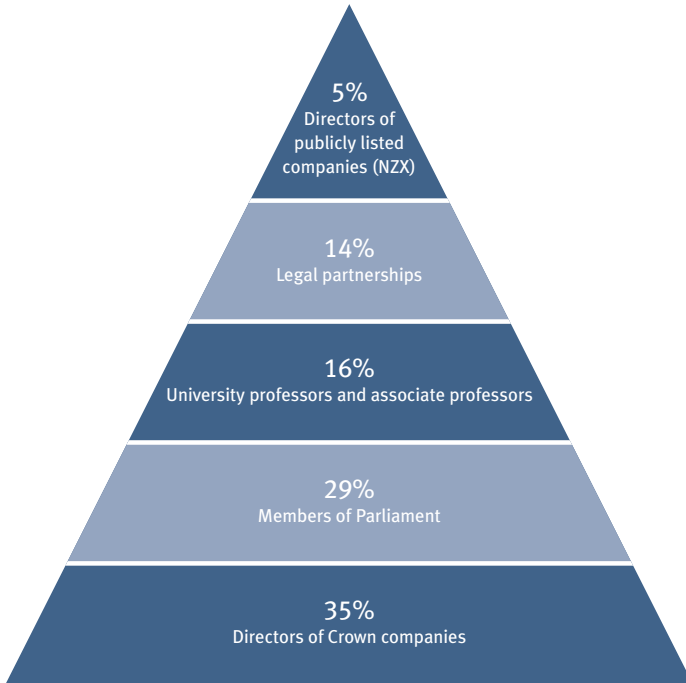 5%
Directors of
publicly listed
companies (NZX)
14%
Legal partnerships
16%
University professors and associate professors
29%
Members of Parliament
35%
Directors of Crown companies